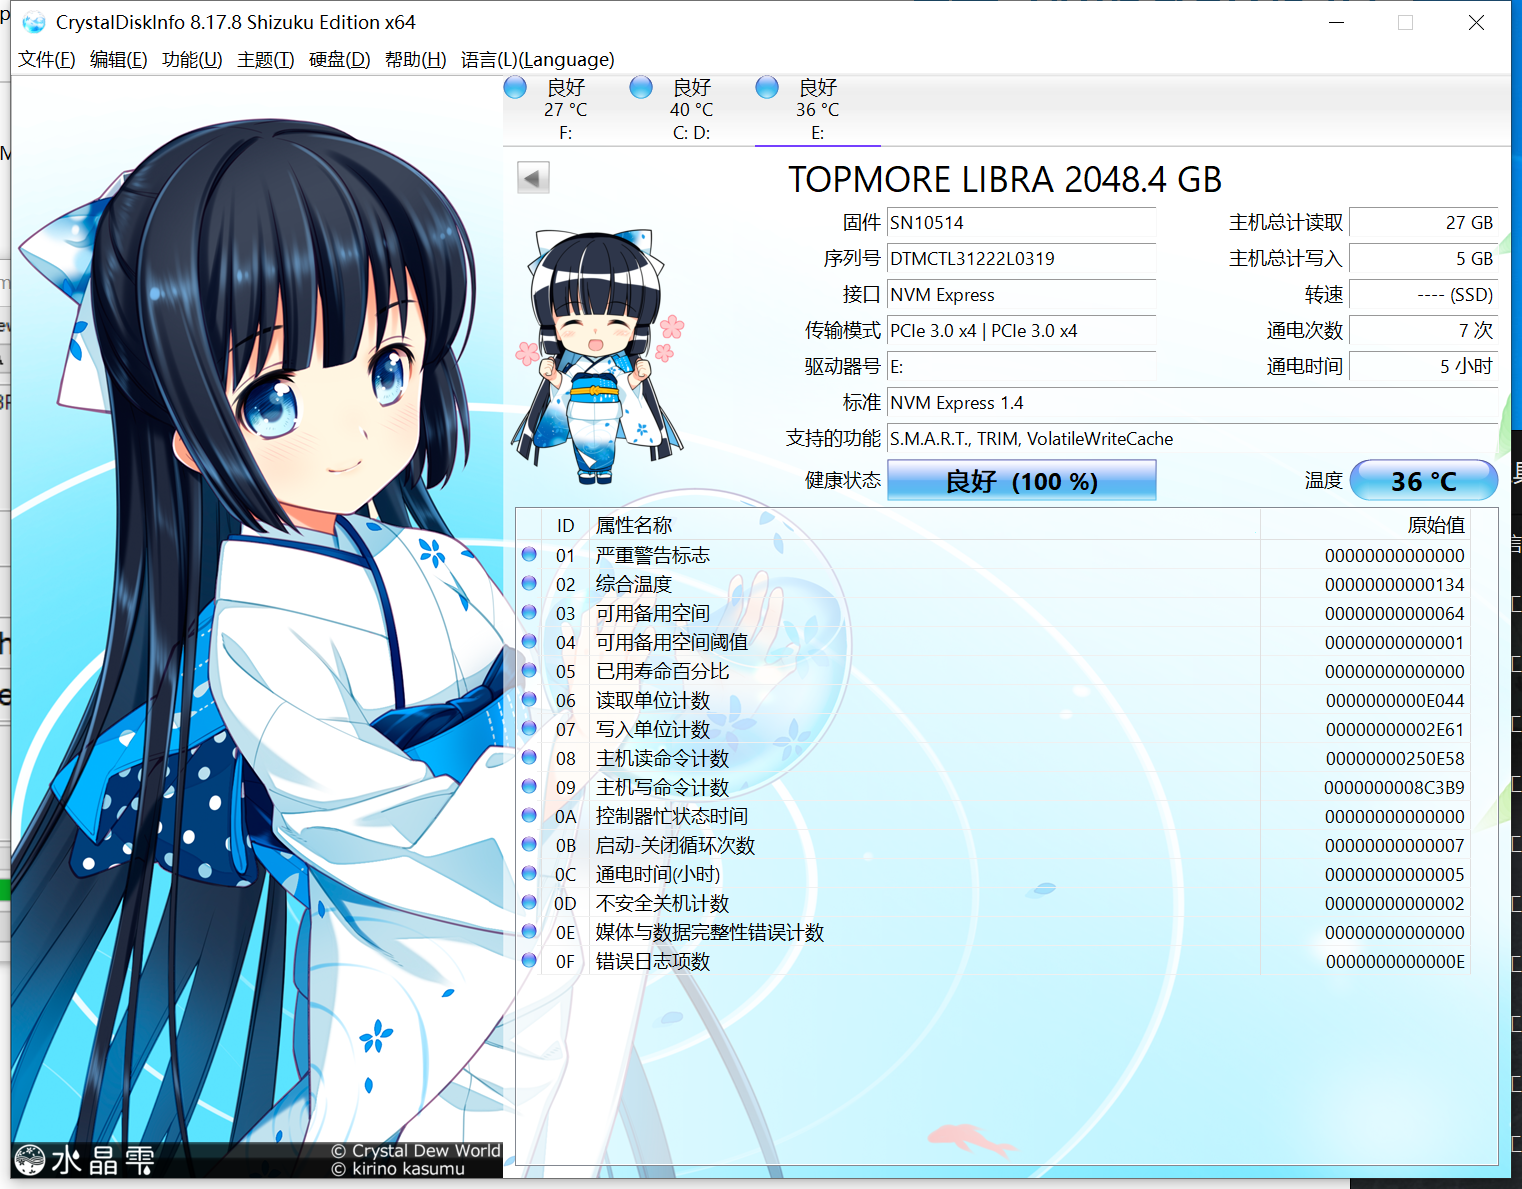 CrystalDiskInfo 8.17.8 Shizuku Edition x64
文件(F) 编辑(E) 功能(U) 主题(T) 硬盘(D) 帮助(H) 语言(L)(Language)
良好 良好 良好
27 °C 40 °C 36 °C
F: C: D: E:
TOPMORE LIBRA 2048.4 GB
固件 SN10514 主机总计读取 27 GB
序列号 DTMCTL31222L0319 主机总计写入 5 GB
接口 NVM Express 转速 ---- (SSD)
传输模式 PCIe 3.0 x4 | PCIe 3.0 x4 通电次数 7 次
驱动器号 E: 通电时间 5 小时
标准 NVM Express 1.4
支持的功能 S.M.A.R.T., TRIM, VolatileWriteCache
健康状态 良好 (100 %) 温度 36 °C
ID 属性名称 原始值
01 严重警告标志 00000000000000
02 综合温度 00000000000134
03 可用备用空间 00000000000064
04 可用备用空间阈值 00000000000001
05 已用寿命百分比 00000000000000
06 读取单位计数 0000000000E044
07 写入单位计数 00000000002E61
08 主机读命令计数 00000000250E58
09 主机写命令计数 0000000008C3B9
0A 控制器忙状态时间 00000000000000
0B 启动-关闭循环次数 00000000000007
0C 通电时间(小时) 00000000000005
0D 不安全关机计数 00000000000002
0E 媒体与数据完整性错误计数 00000000000000
0F 错误日志项数 0000000000000E
水晶雫
© Crystal Dew World
© kirino kasumu